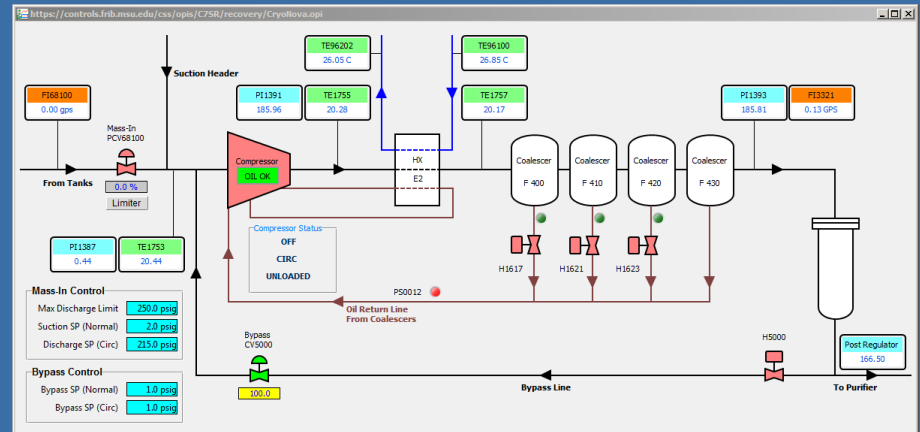 https://controls.frib.msu.edu/css/opis/C7SR/recovery/CryoNova.opi
TE96202
26.05 C
TE96100
26.85 C
Suction Header
FI68100
0.00 gps
PI1391
185.96
TE1755
20.28
TE1757
20.17
PI1393
185.81
FI3321
0.13 GPS
Mass-In
PCV68100
Compressor
OIL OK
HX
E2
Coalescer
F 400
Coalescer
F 410
Coalescer
F 420
Coalescer
F 430
From Tanks
0.0 %
Limiter
Compressor Status
OFF
CIRC
UNLOADED
PI1387
0.44
TE1753
20.44
H1617
H1621
H1623
PS0012
Oil Return Line
From Coalescers
Mass-In Control
Max Discharge Limit 250.0 psig
Suction SP (Normal) 2.0 psig
Discharge SP (Circ) 215.0 psig
Bypass
CV5000
100.0
H5000
Post Regulator
166.50
Bypass Control
Bypass SP (Normal) 1.0 psig
Bypass SP (Circ) 1.0 psig
Bypass Line
To Purifier